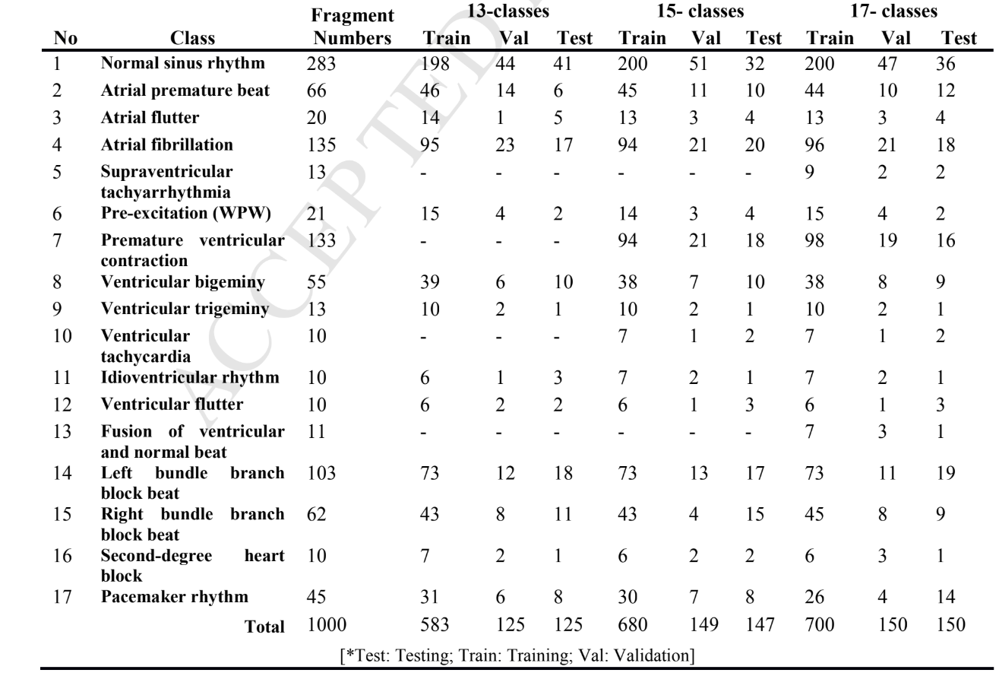 Fragment 13-classes 15- classes 17- classes
No Class Numbers Train Val Test Train Val Test Train Val Test
1 Normal sinus rhythm 283 198 44 41 200 51 32 200 47 36
2 Atrial premature beat 66 46 14 6 45 11 10 44 10 12
3 Atrial flutter 20 14 1 5 13 3 4 13 3 4
4 Atrial fibrillation 135 95 23 17 94 21 20 96 21 18
5 Supraventricular 13 - - - - - - 9 2 2
tachyarrhythmia
6 Pre-excitation (WPW) 21 15 4 2 14 3 4 15 4 2
7 Premature ventricular 133 - - - 94 21 18 98 19 16
contraction
8 Ventricular bigeminy 55 39 6 10 38 7 10 38 8 9
9 Ventricular trigeminy 13 10 2 1 10 2 1 10 2 1
10 Ventricular 10 - - - 7 1 2 7 1 2
tachycardia
11 Idioventricular rhythm 10 6 1 3 7 2 1 7 2 1
12 Ventricular flutter 10 6 2 2 6 1 3 6 1 3
13 Fusion of ventricular 11 - - - - - - 7 3 1
and normal beat
14 Left bundle branch 103 73 12 18 73 13 17 73 11 19
block beat
15 Right bundle branch 62 43 8 11 43 4 15 45 8 9
block beat
16 Second-degree heart 10 7 2 1 6 2 2 6 3 1
block
17 Pacemaker rhythm 45 31 6 8 30 7 8 26 4 14
Total 1000 583 125 125 680 149 147 700 150 150
[*Test: Testing; Train: Training; Val: Validation]
ACCEPTED